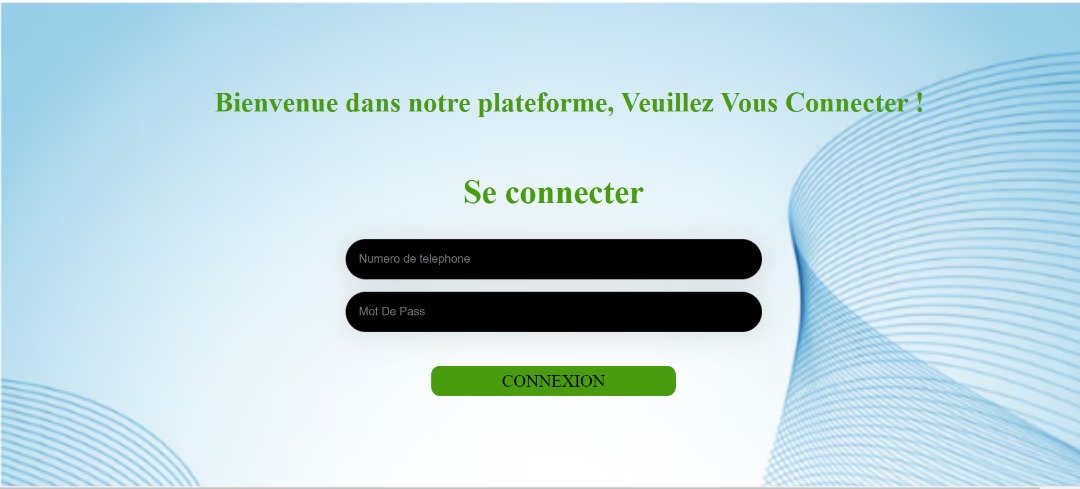 Bienvenue dans notre plateforme, Veuillez Vous Connecter !
Se connecter
Numero de telephone
Mot De Pass
CONNEXION